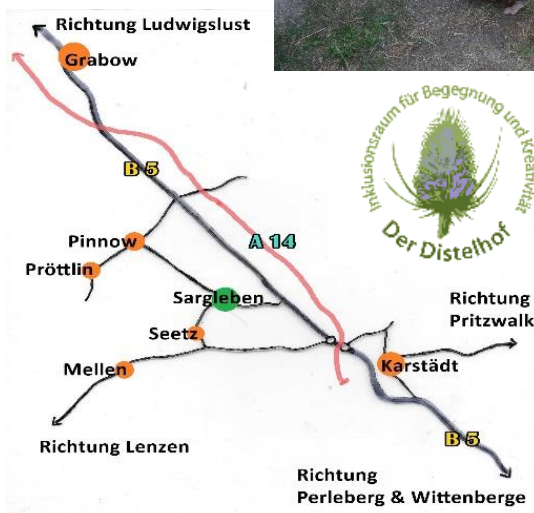 Richtung Ludwigslust
Grabow
Inklusionsraum für Begegnung und Kreativität
Der Distelhof
B 5
A 14
Pinnow
Pröttlin
Sargleben
Seetz
Mellen
Richtung
Pritzwalk
Karstädt
Richtung Lenzen
B 5
Richtung
Perleberg & Wittenberge